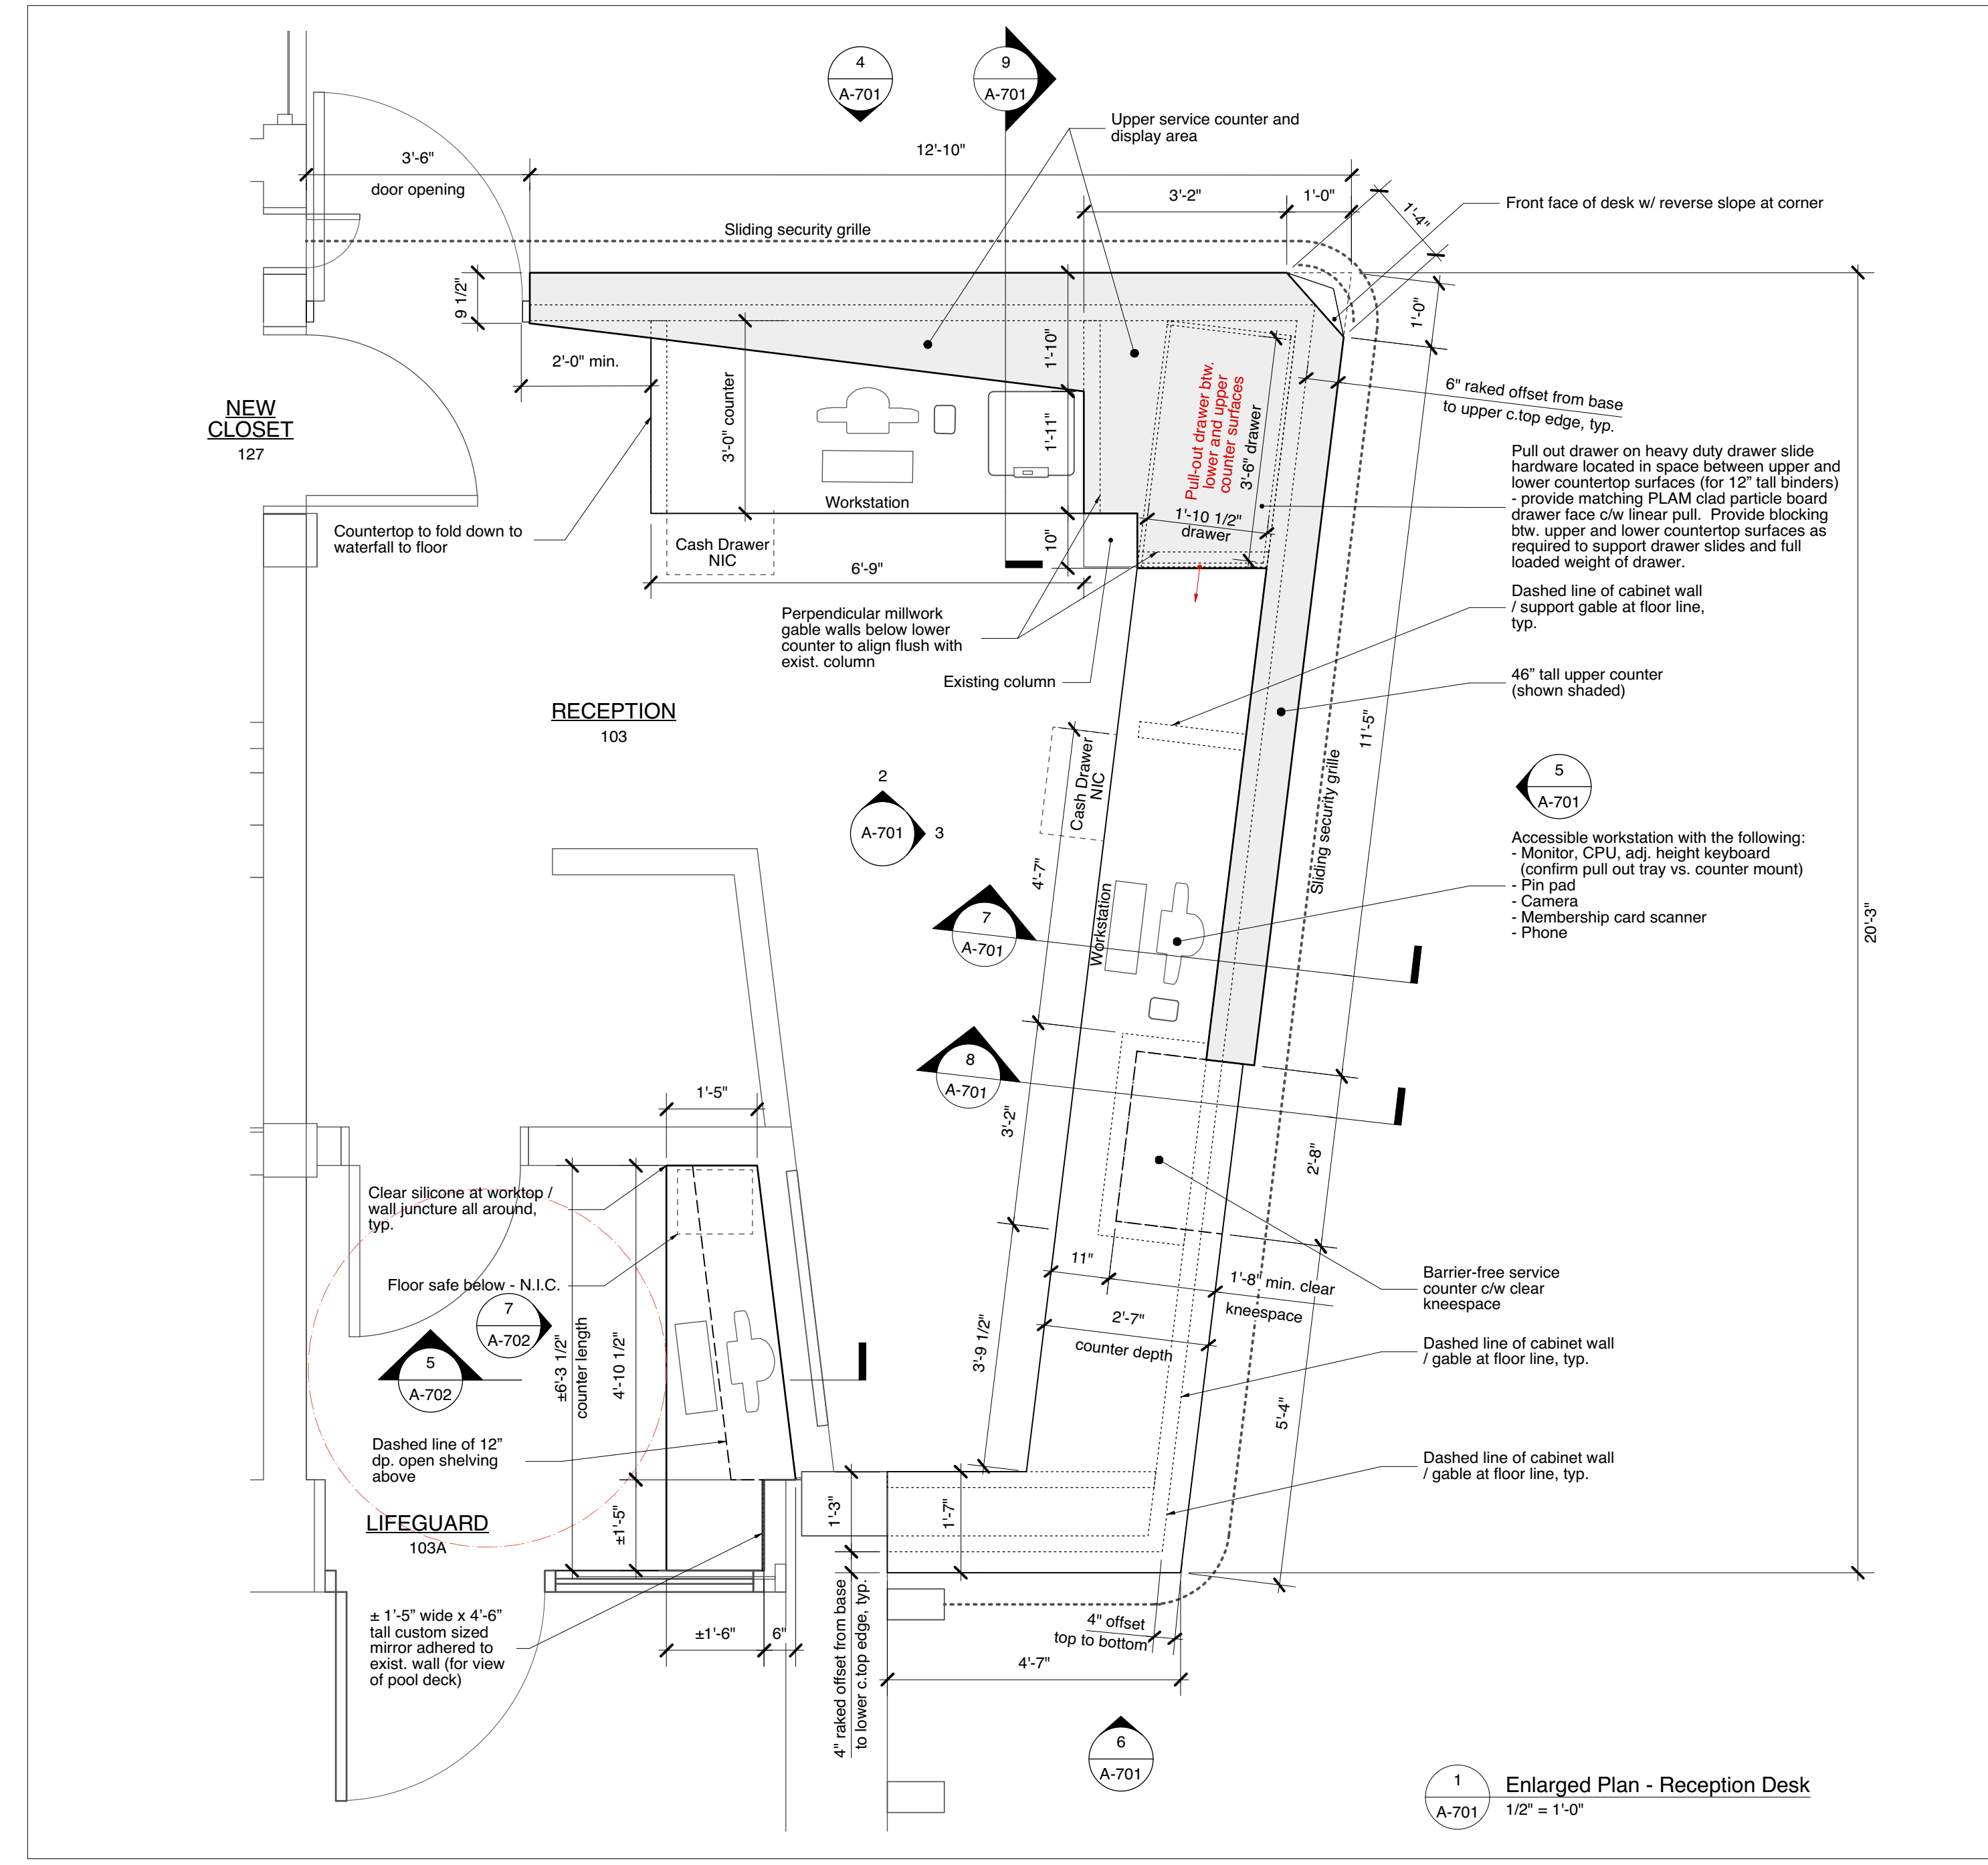 4
A-701
9
A-701
Upper service counter and
display area
3'-6"
door opening
12'-10"
3'-2"
1'-0"
1'-4"
Front face of desk w/ reverse slope at corner
Sliding security grille
9 1/2"
2'-0" min.
3'-0" counter
1'-10"
1'-11"
10"
1'-0"
6" raked offset from base
to upper c.top edge, typ.
Pull-out drawer btw.
lower and upper
counter surfaces
3'-6" drawer
1'-10 1/2"
drawer
NEW
CLOSET
127
Workstation
Countertop to fold down to
waterfall to floor
Cash Drawer
NIC
6'-9"
Pull out drawer on heavy duty drawer slide
hardware located in space between upper and
lower countertop surfaces (for 12” tall binders)
- provide matching PLAM clad particle board
drawer face c/w linear pull. Provide blocking
btw. upper and lower countertop surfaces as
required to support drawer slides and full
loaded weight of drawer.
Perpendicular millwork
gable walls below lower
counter to align flush with
exist. column
Existing column
Dashed line of cabinet wall
/ support gable at floor line,
typ.
46” tall upper counter
(shown shaded)
RECEPTION
103
11'-5"
Cash Drawer
NIC
Sliding security grille
2
A-701
3
5
A-701
4'-7"
Workstation
Accessible workstation with the following:
- Monitor, CPU, adj. height keyboard
(confirm pull out tray vs. counter mount)
- Pin pad
- Camera
- Membership card scanner
- Phone
20'-3"
7
A-701
8
A-701
3'-2"
2'-8"
1'-5"
Clear silicone at worktop /
wall juncture all around,
typ.
Floor safe below - N.I.C.
7
A-702
5
A-702
±6'-3 1/2"
counter length
4'-10 1/2"
11"
1'-8" min. clear
kneespace
2'-7"
counter depth
3'-9 1/2"
5'-4"
Barrier-free service
counter c/w clear
kneespace
Dashed line of cabinet wall
/ gable at floor line, typ.
Dashed line of 12”
dp. open shelving
above
Dashed line of cabinet wall
/ gable at floor line, typ.
LIFEGUARD
103A
±1'-5"
1'-3"
1'-7"
± 1’-5” wide x 4’-6”
tall custom sized
mirror adhered to
exist. wall (for view
of pool deck)
±1'-6"
6"
4" raked offset from base
to lower c.top edge, typ.
4" offset
top to bottom
4'-7"
6
A-701
1
A-701
Enlarged Plan - Reception Desk
1/2" = 1'-0"